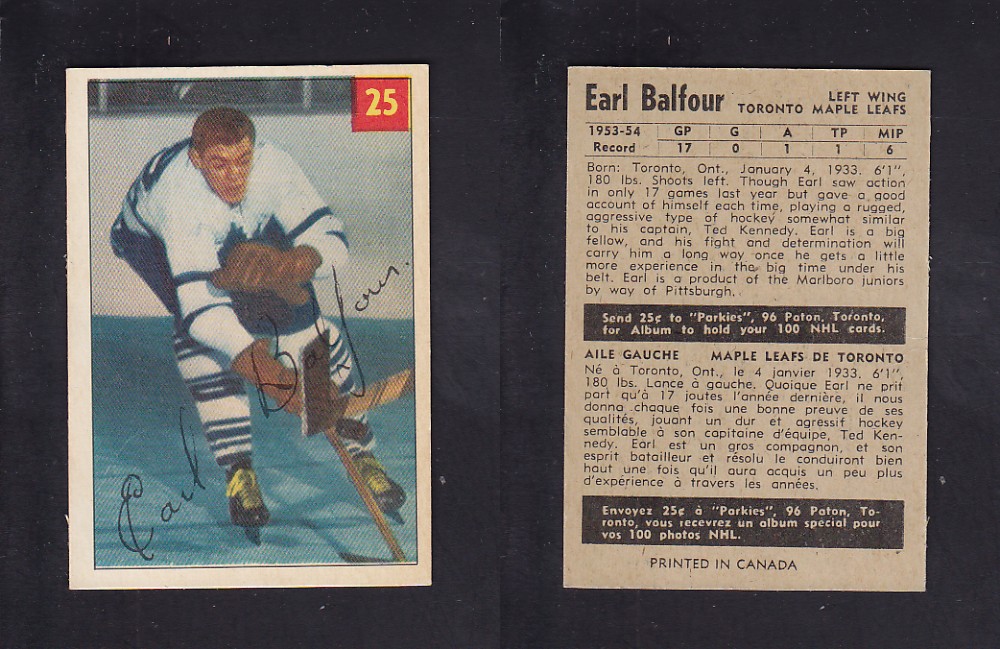 25
Earl Balfour.
Earl Balfour
LEFT WING
TORONTO MAPLE LEAFS
1953-54 GP G A TP MIP
Record 17 0 1 1 6
Born: Toronto, Ont., January 4, 1933. 6'1",
180 lbs. Shoots left. Though Earl saw action
in only 17 games last year but gave a good
account of himself each time, playing a rugged,
aggressive type of hockey somewhat similar
to his captain, Ted Kennedy. Earl is a big
fellow, and his fight and determination will
carry him a long way once he gets a little
more experience in the big time under his
belt. Earl is a product of the Marlboro juniors
by way of Pittsburgh.
Send 25¢ to "Parkies", 96 Paton, Toronto,
for Album to hold your 100 NHL cards.
AILE GAUCHE MAPLE LEAFS DE TORONTO
Né à Toronto, Ont., le 4 janvier 1933. 6'1",
180 lbs. Lance à gauche. Quoique Earl ne prit
part qu'à 17 joutes l'année dernière, il nous
donna chaque fois une bonne preuve de ses
qualités, jouant un dur et agressif hockey
semblable à son capitaine d'équipe, Ted Ken-
nedy. Earl est un gros compagnon, et son
esprit batailleur et résolu le conduiront bien
haut une fois qu'il aura acquis un peu plus
d'expérience à travers les années.
Envoyez 25¢ à "Parkies", 96 Paton, To-
ronto, vous recevrez un album special pour
vos 100 photos NHL.
PRINTED IN CANADA